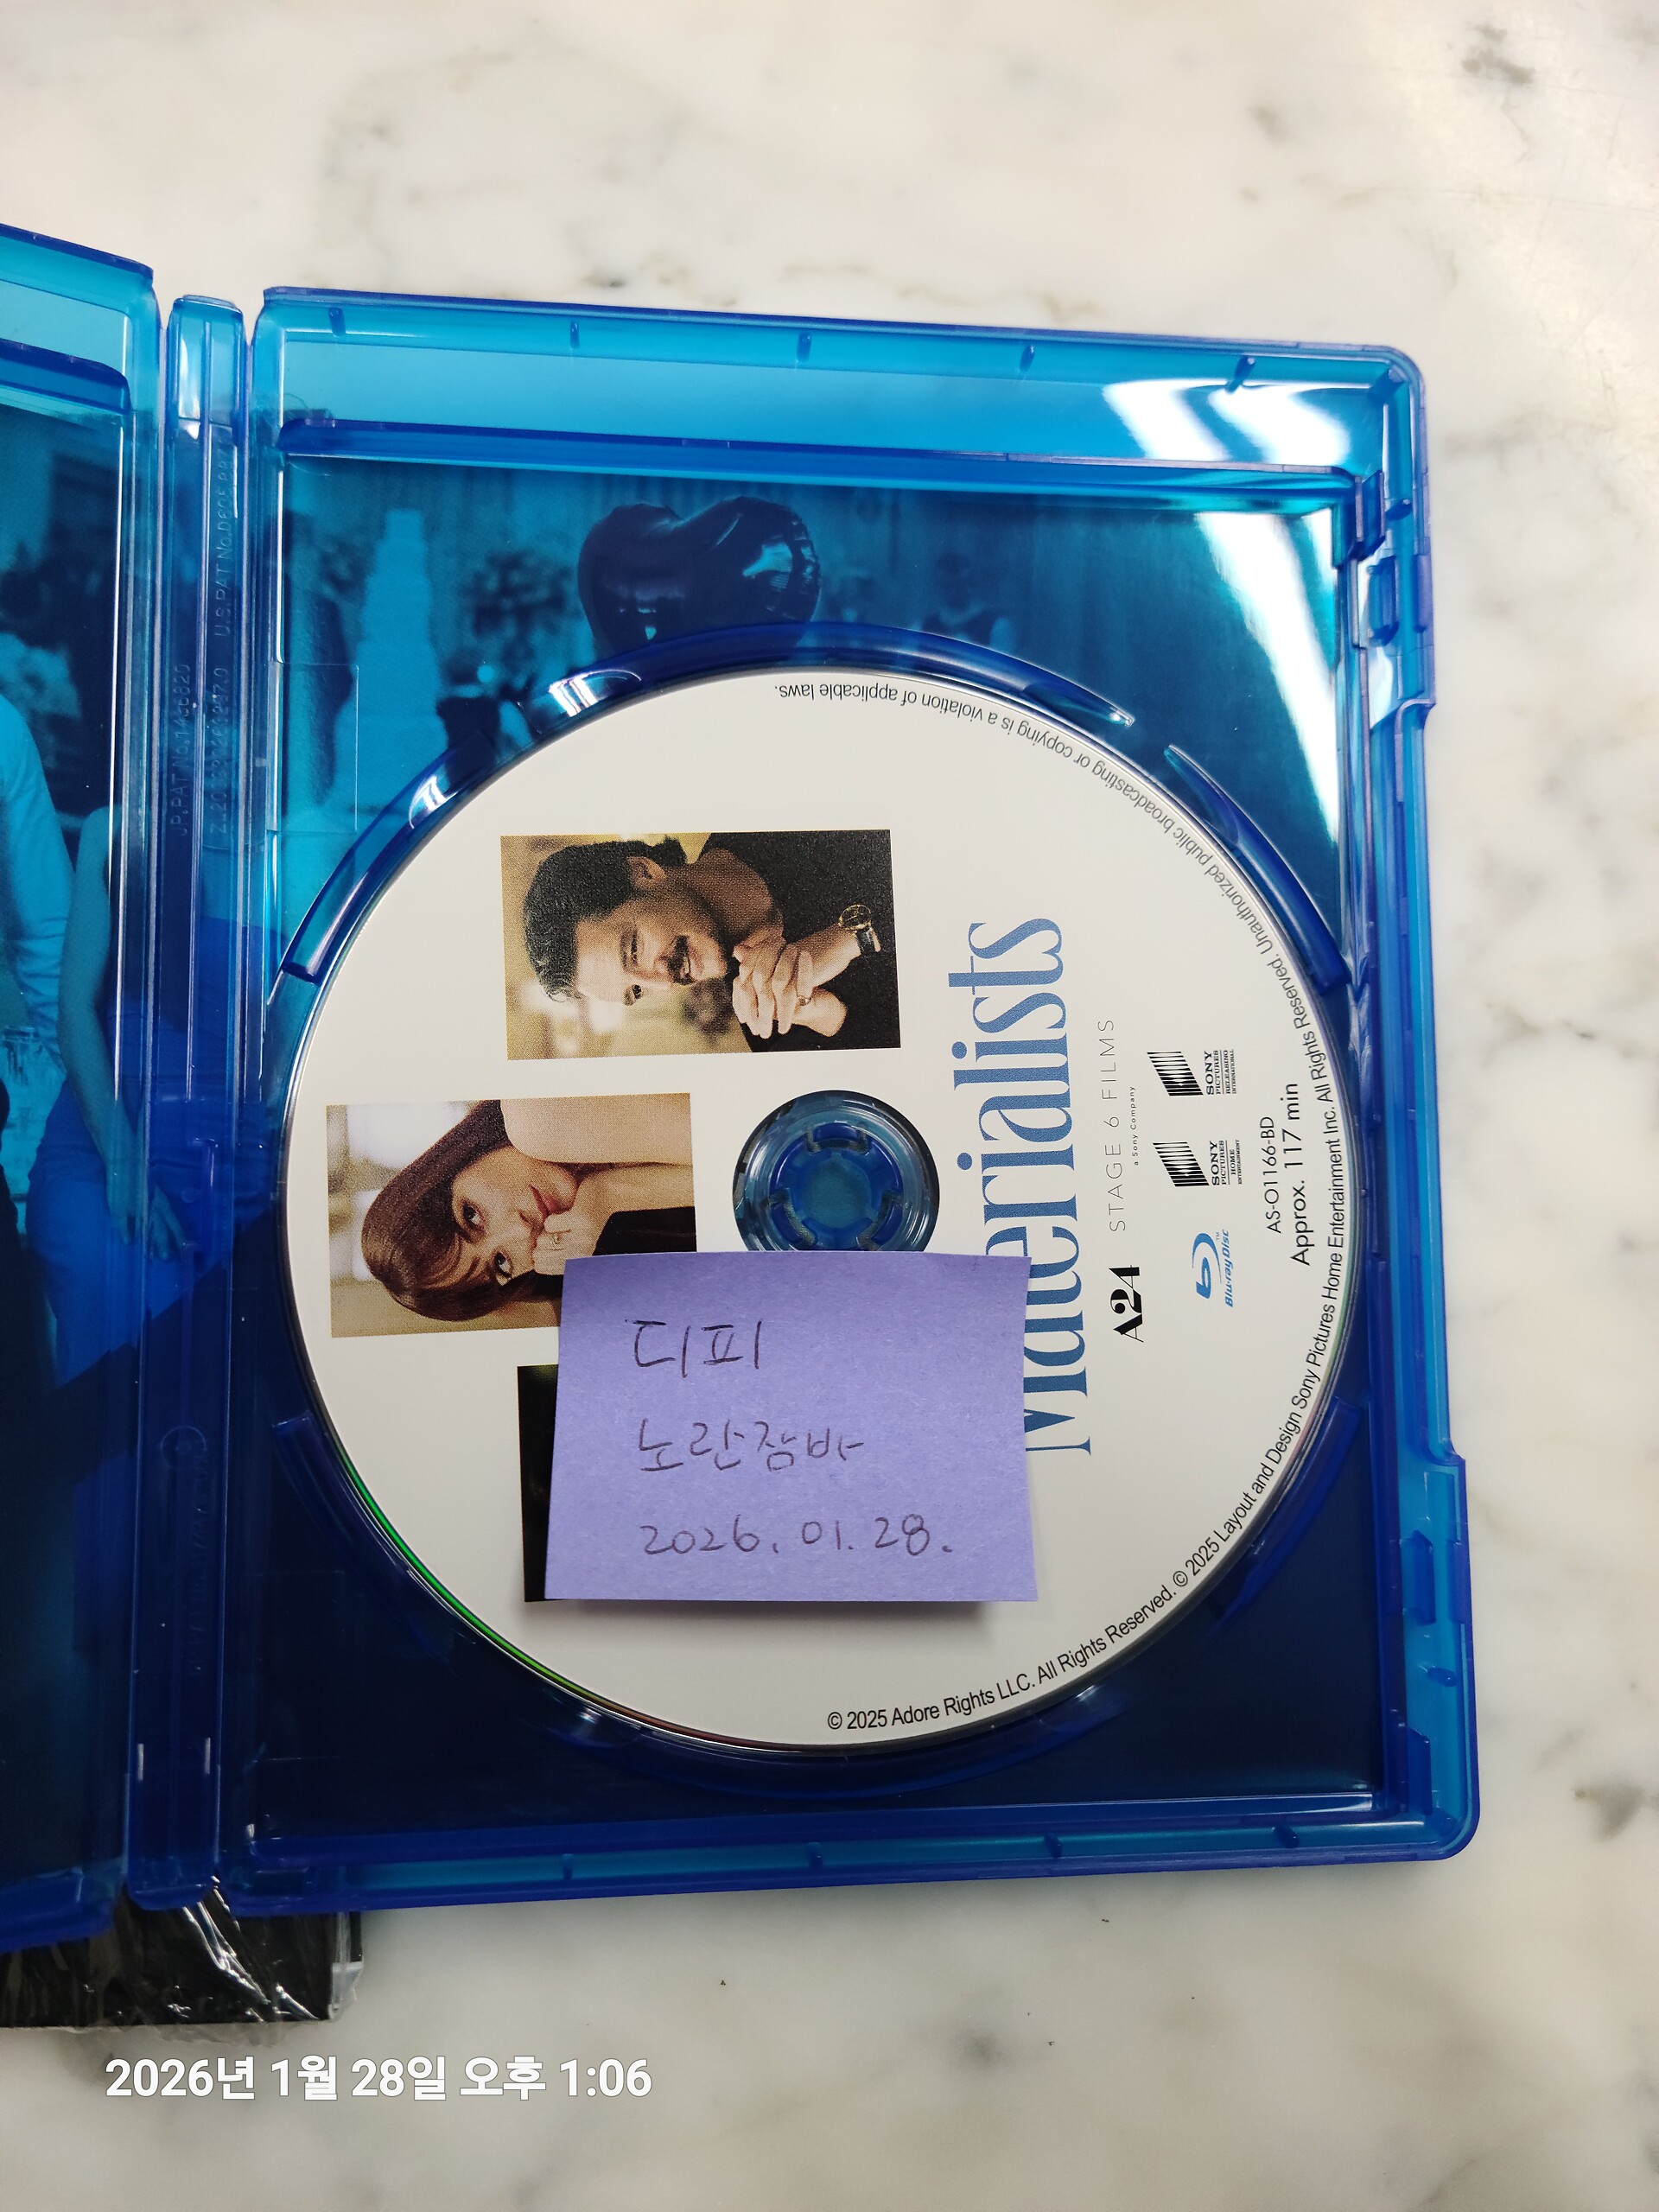 디피
노란잠바
2026. 01. 28.
Materialists
A24 STAGE 6 FILMS
a Sony Company
Blu-ray Disc™
SONY
PICTURES
HOME
ENTERTAINMENT
SONY
PICTURES
RELEASING
INTERNATIONAL
AS-O1166-BD
Approx. 117 min
© 2025 Adore Rights LLC. All Rights Reserved. © 2025 Layout and Design Sony Pictures Home Entertainment Inc. All Rights Reserved. Unauthorized public broadcasting or copying is a violation of applicable laws.
2026년 1월 28일 오후 1:06